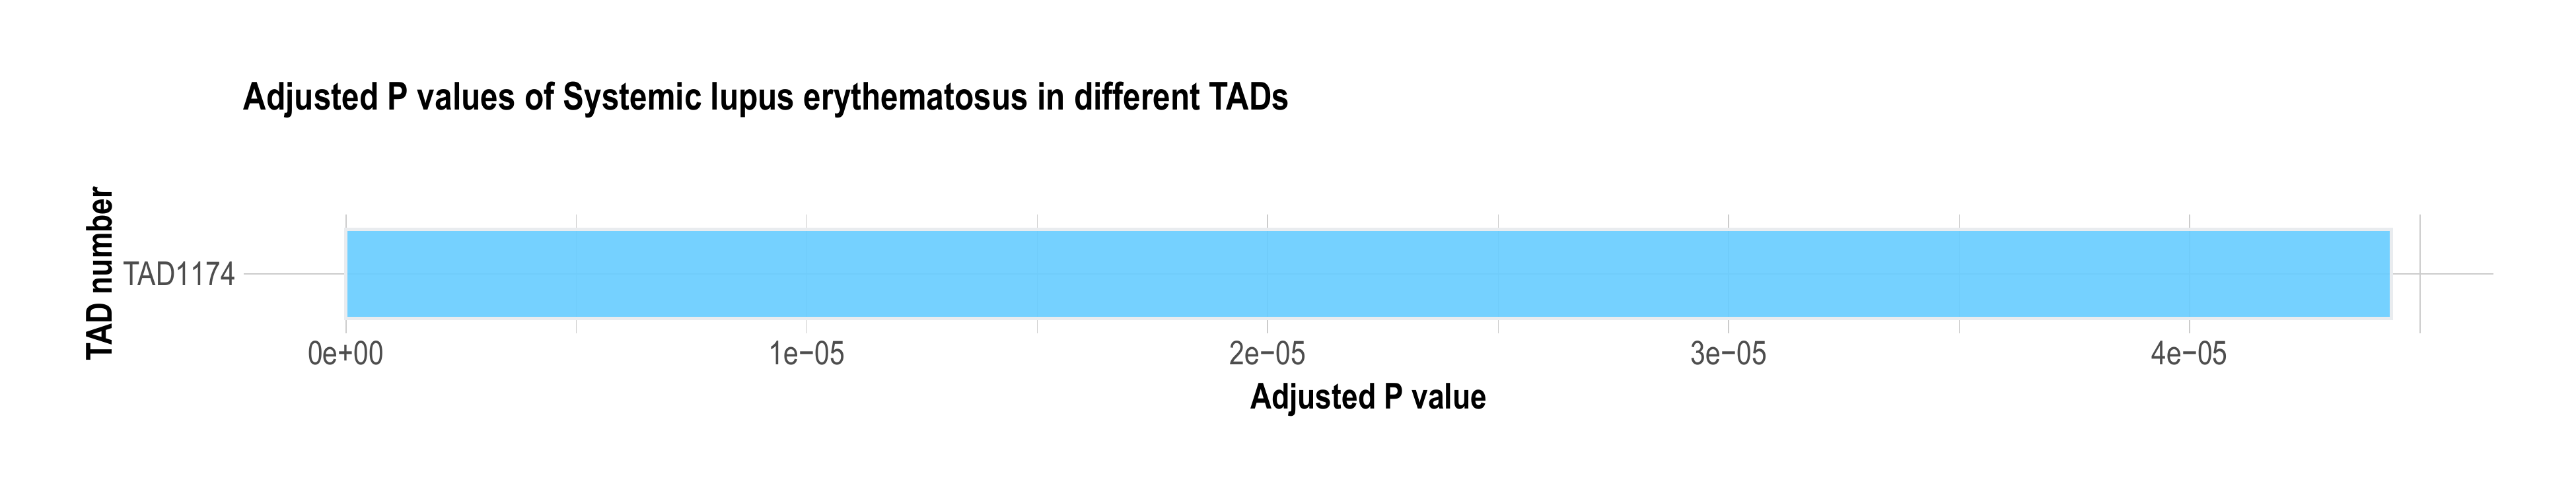 Adjusted P values of Systemic lupus erythematosus in different TADs
TAD number
TAD1174
0e+00
1e−05
2e−05
3e−05
4e−05
Adjusted P value